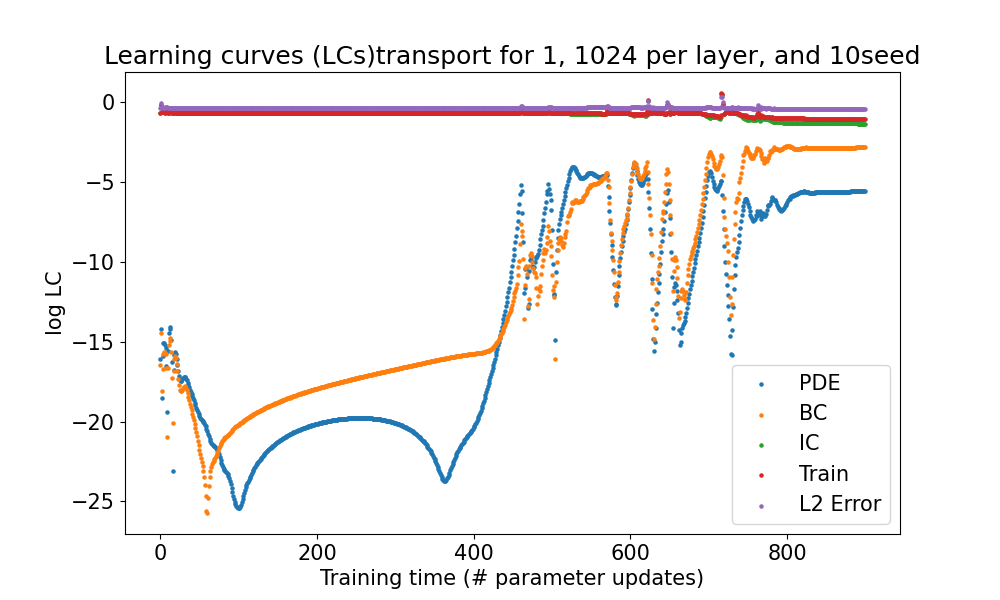 Learning curves (LCs)transport for 1, 1024 per layer, and 10seed
0
−5
−10
−15
−20
−25
log LC
PDE
BC
IC
Train
L2 Error
0
200
400
600
800
Training time (# parameter updates)